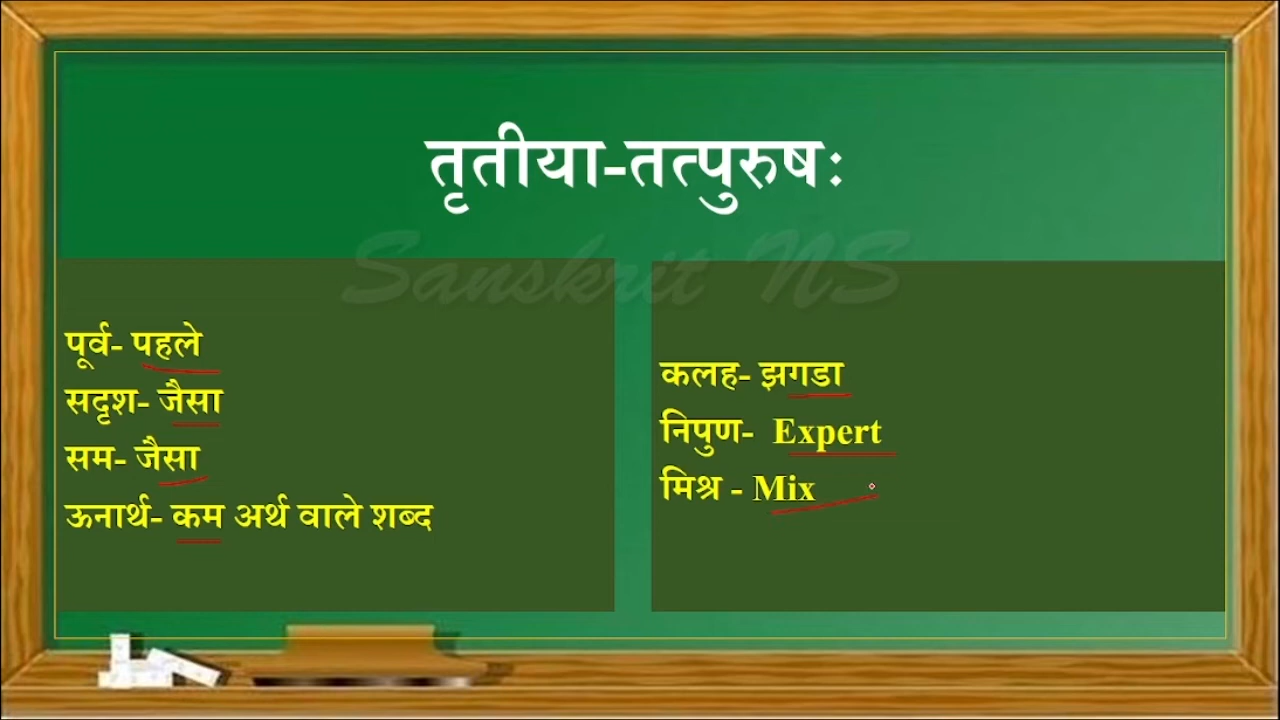 तृतीया-तत्पुरुषः
Sanskrit NS
पूर्व- पहले
सदृश- जैसा
सम- जैसा
ऊनार्थ- कम अर्थ वाले शब्द
कलह- झगडा
निपुण- Expert
मिश्र - Mix